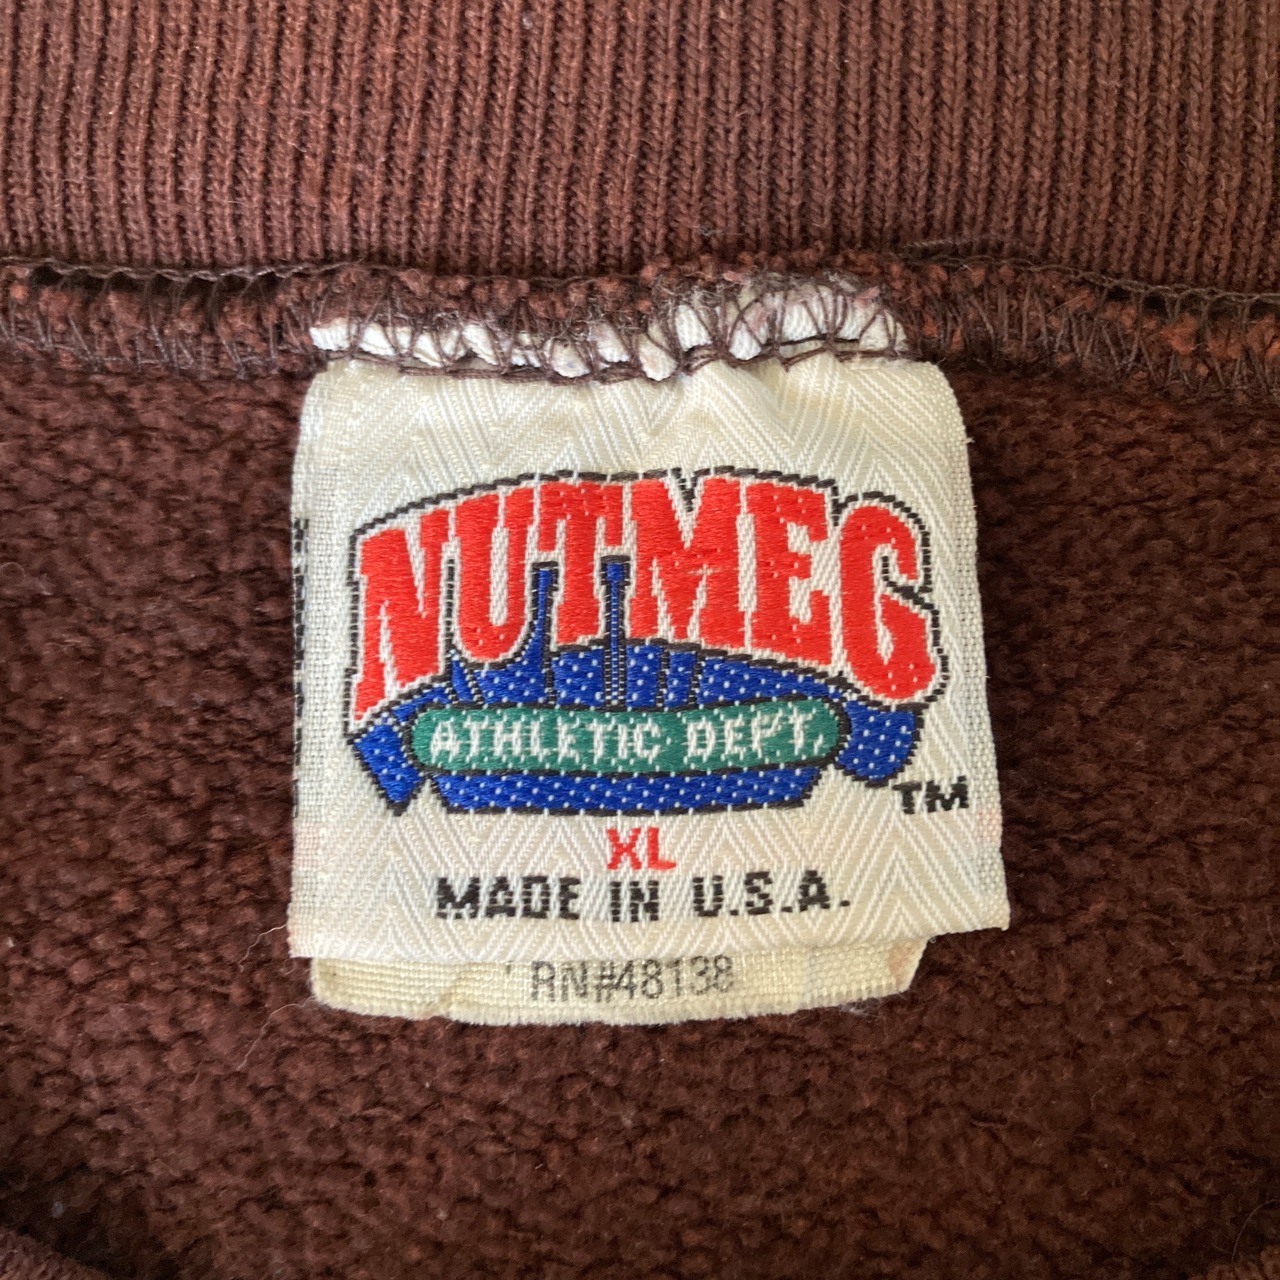 NUTMEG
ATHLETIC DEPT.
TM
XL
MADE IN U.S.A.
RN#48138